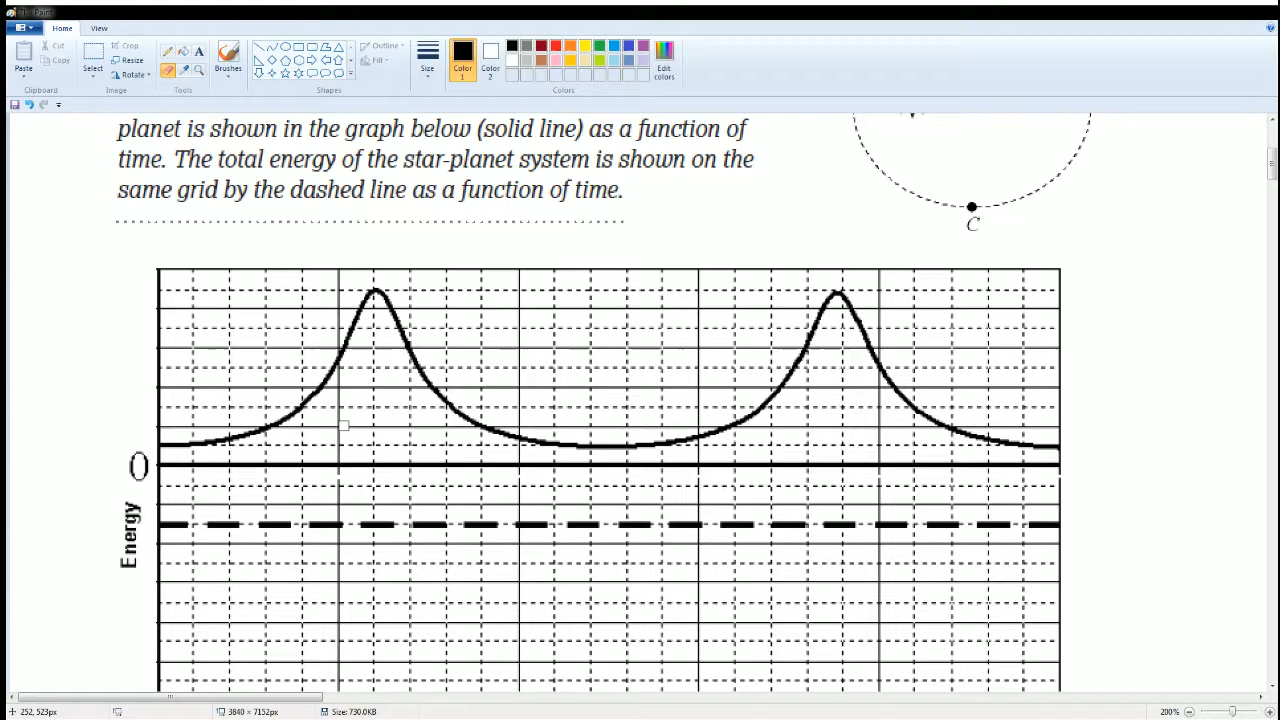 Home
View
Paste
Cut
Copy
Clipboard
Select
Crop
Resize
Rotate
Image
A
Tools
Brushes
Shapes
Outline
Fill
Size
Color
1
Color
2
Edit
colors
Colors
planet is shown in the graph below (solid line) as a function of
time. The total energy of the star-planet system is shown on the
same grid by the dashed line as a function of time.
C
0
Energy
252, 523px
3840 × 7152px
Size: 730.0KB
200%